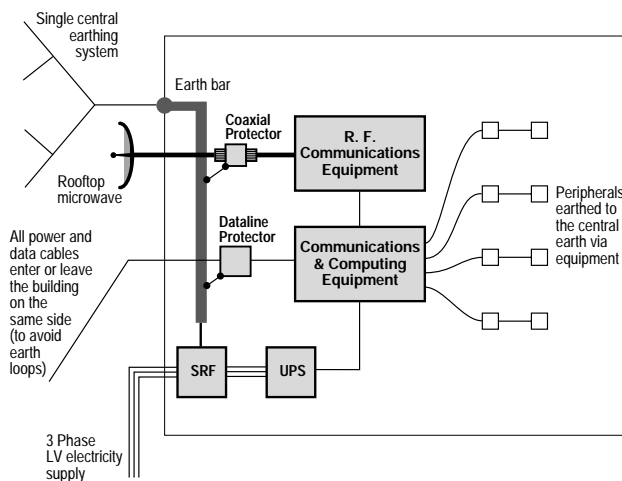 Single central
earthing
system
Earth bar
Coaxial
Protector
R. F.
Communications
Equipment
Rooftop
microwave
Peripherals
earthed to
the central
earth via
equipment
All power and
data cables
enter or leave
the building
on the
same side
(to avoid
earth
loops)
Dataline
Protector
Communications
& Computing
Equipment
SRF
UPS
3 Phase
LV electricity
supply